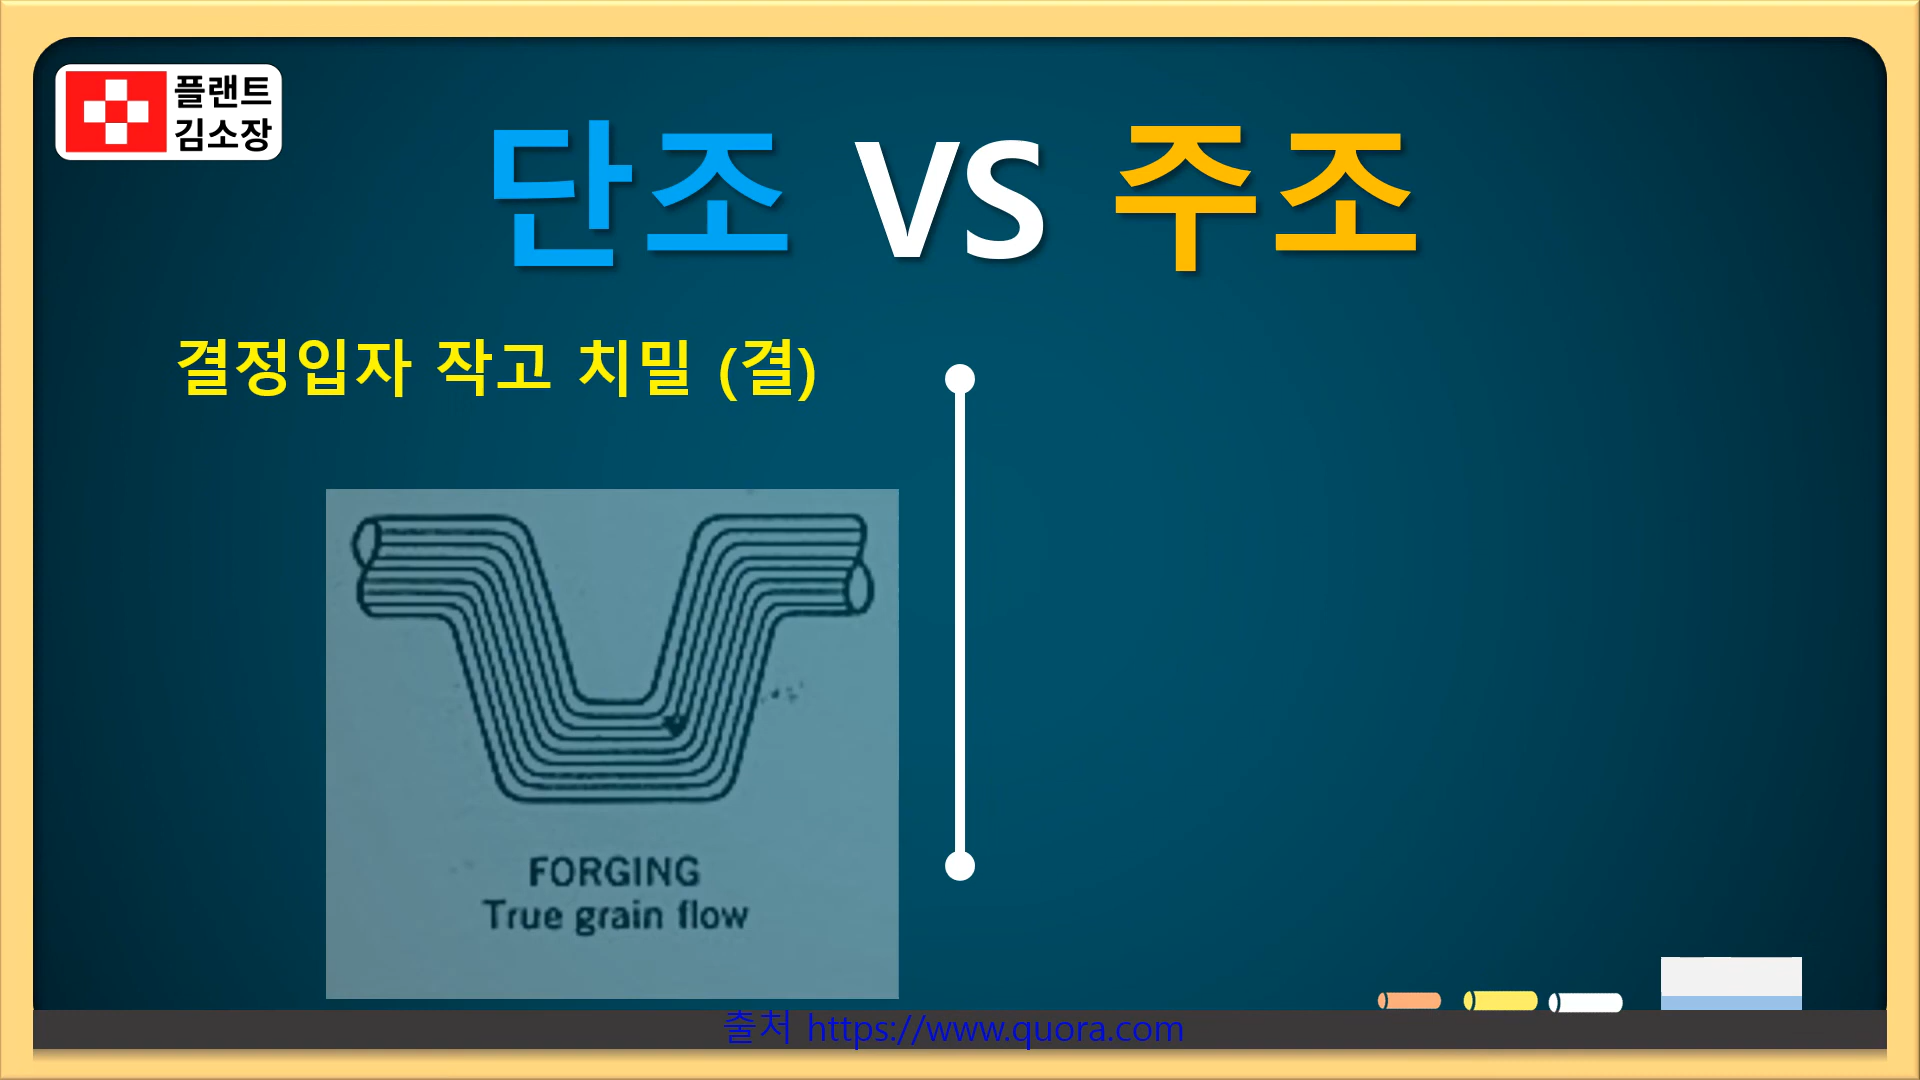 플랜트
김소장
단조 VS 주조
결정입자 작고 치밀 (결)
FORGING
True grain flow
출처 https://www.quora.com